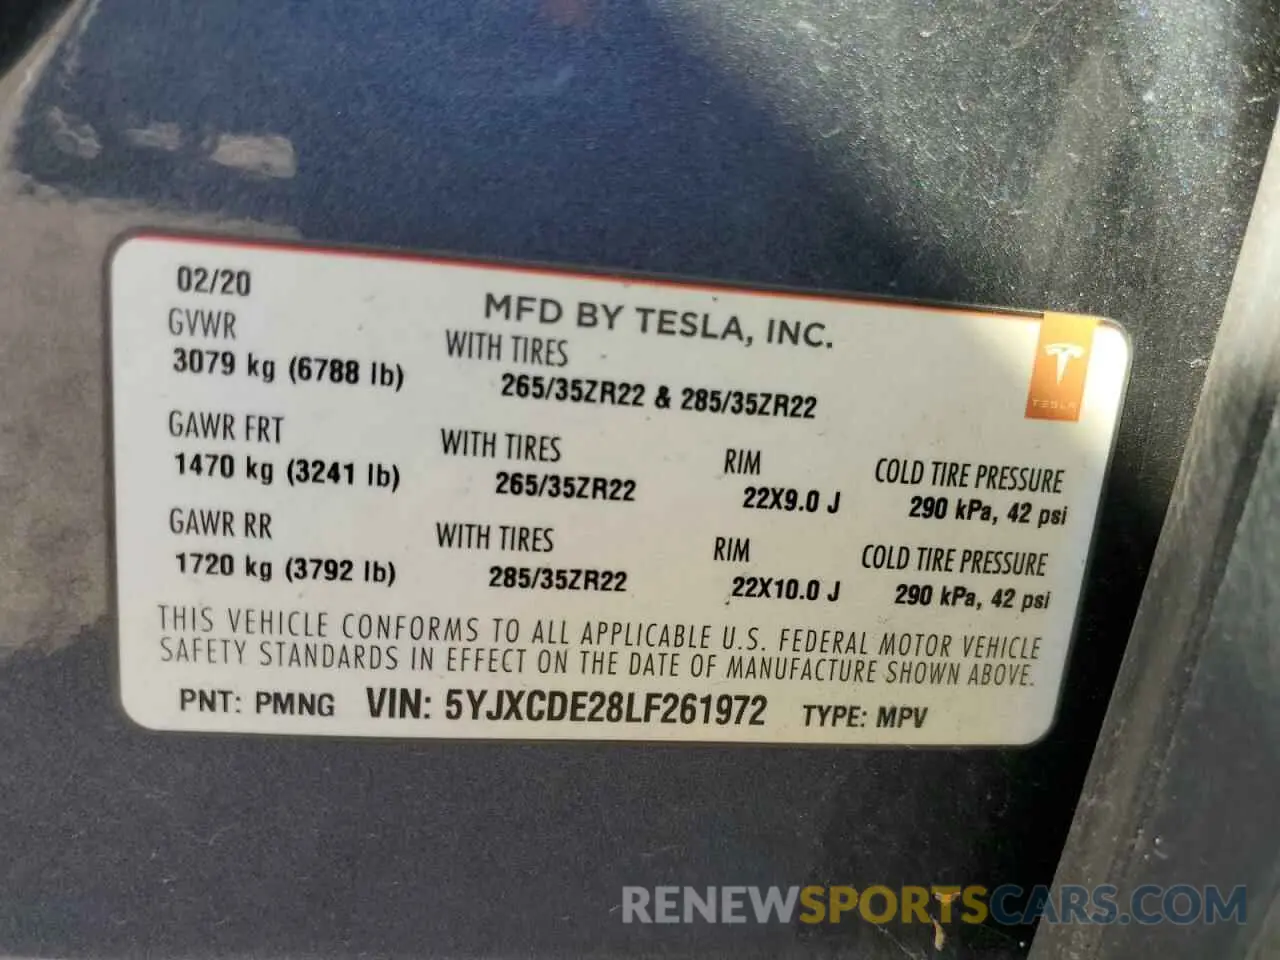 02/20
MFD BY TESLA, INC.
GVWR
3079 kg (6788 lb)
WITH TIRES
265/35ZR22 & 285/35ZR22
TESLA
GAWR FRT
1470 kg (3241 lb)
WITH TIRES
265/35ZR22
RIM
22X9.0 J
COLD TIRE PRESSURE
290 kPa, 42 psi
GAWR RR
1720 kg (3792 lb)
WITH TIRES
285/35ZR22
RIM
22X10.0 J
COLD TIRE PRESSURE
290 kPa, 42 psi
THIS VEHICLE CONFORMS TO ALL APPLICABLE U.S. FEDERAL MOTOR VEHICLE
SAFETY STANDARDS IN EFFECT ON THE DATE OF MANUFACTURE SHOWN ABOVE.
PNT: PMNG VIN: 5YJXCDE28LF261972 TYPE: MPV
RENEWSPORTSCARS.COM